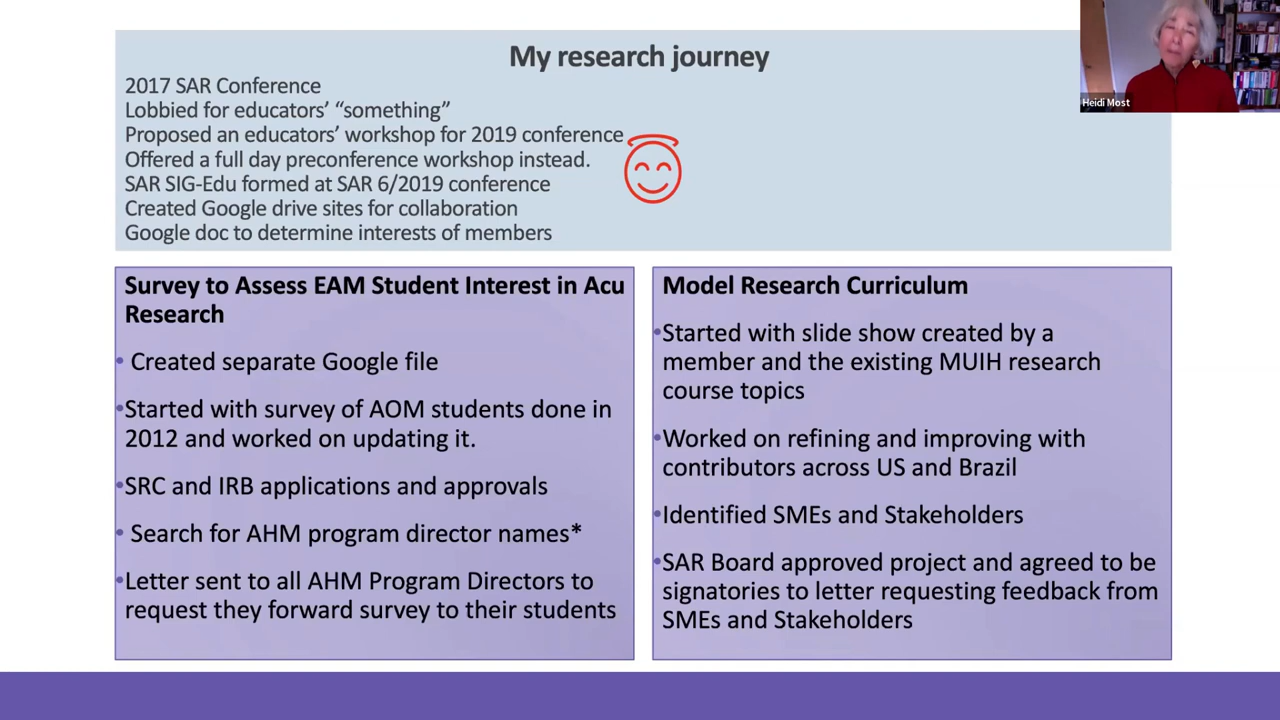 My research journey
2017 SAR Conference
Lobbied for educators’ “something”
Proposed an educators’ workshop for 2019 conference
Offered a full day preconference workshop instead.
SAR SIG-Edu formed at SAR 6/2019 conference
Created Google drive sites for collaboration
Google doc to determine interests of members
Survey to Assess EAM Student Interest in Acu
Research
• Created separate Google file
•Started with survey of AOM students done in
2012 and worked on updating it.
•SRC and IRB applications and approvals
• Search for AHM program director names*
•Letter sent to all AHM Program Directors to
request they forward survey to their students
Model Research Curriculum
•Started with slide show created by a
member and the existing MUIH research
course topics
•Worked on refining and improving with
contributors across US and Brazil
•Identified SMEs and Stakeholders
•SAR Board approved project and agreed to be
signatories to letter requesting feedback from
SMEs and Stakeholders
Heidi Most